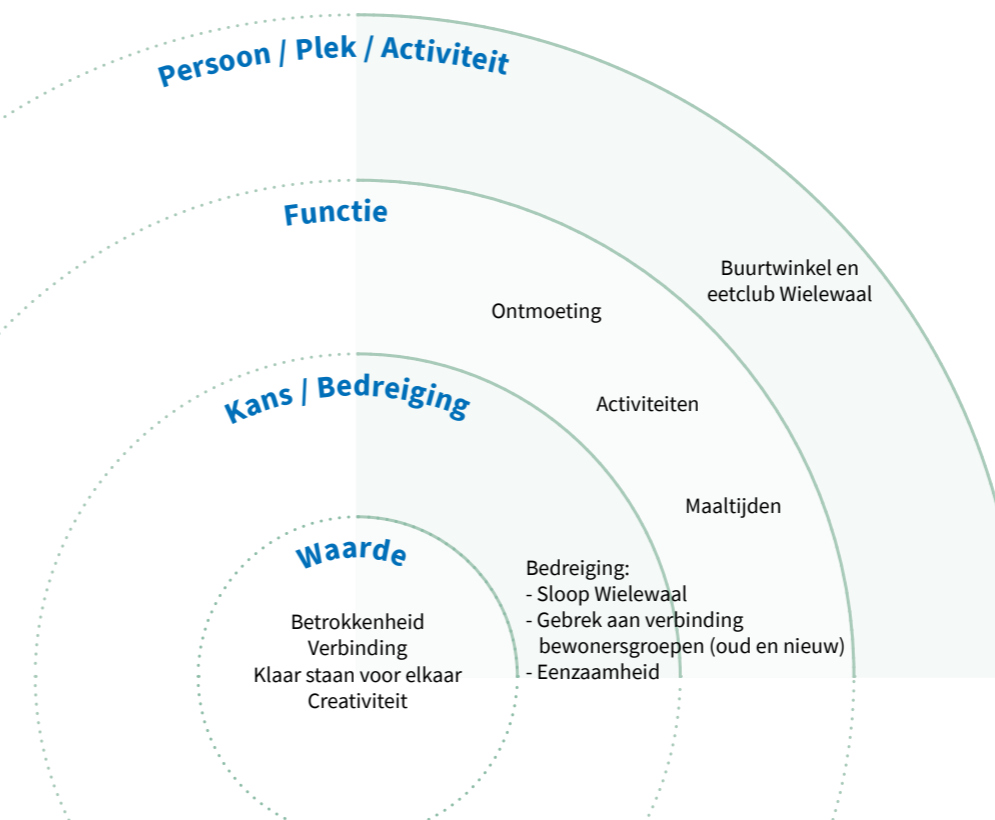 Persoon / Plek / Activiteit
Functie
Buurtwinkel en
eetclub Wielewaal
Ontmoeting
Kans / Bedreiging
Activiteiten
Maaltijden
Waarde
Bedreiging:
- Sloop Wielewaal
- Gebrek aan verbinding
bewonersgroepen (oud en nieuw)
- Eenzaamheid
Betrokkenheid
Verbinding
Klaar staan voor elkaar
Creativiteit